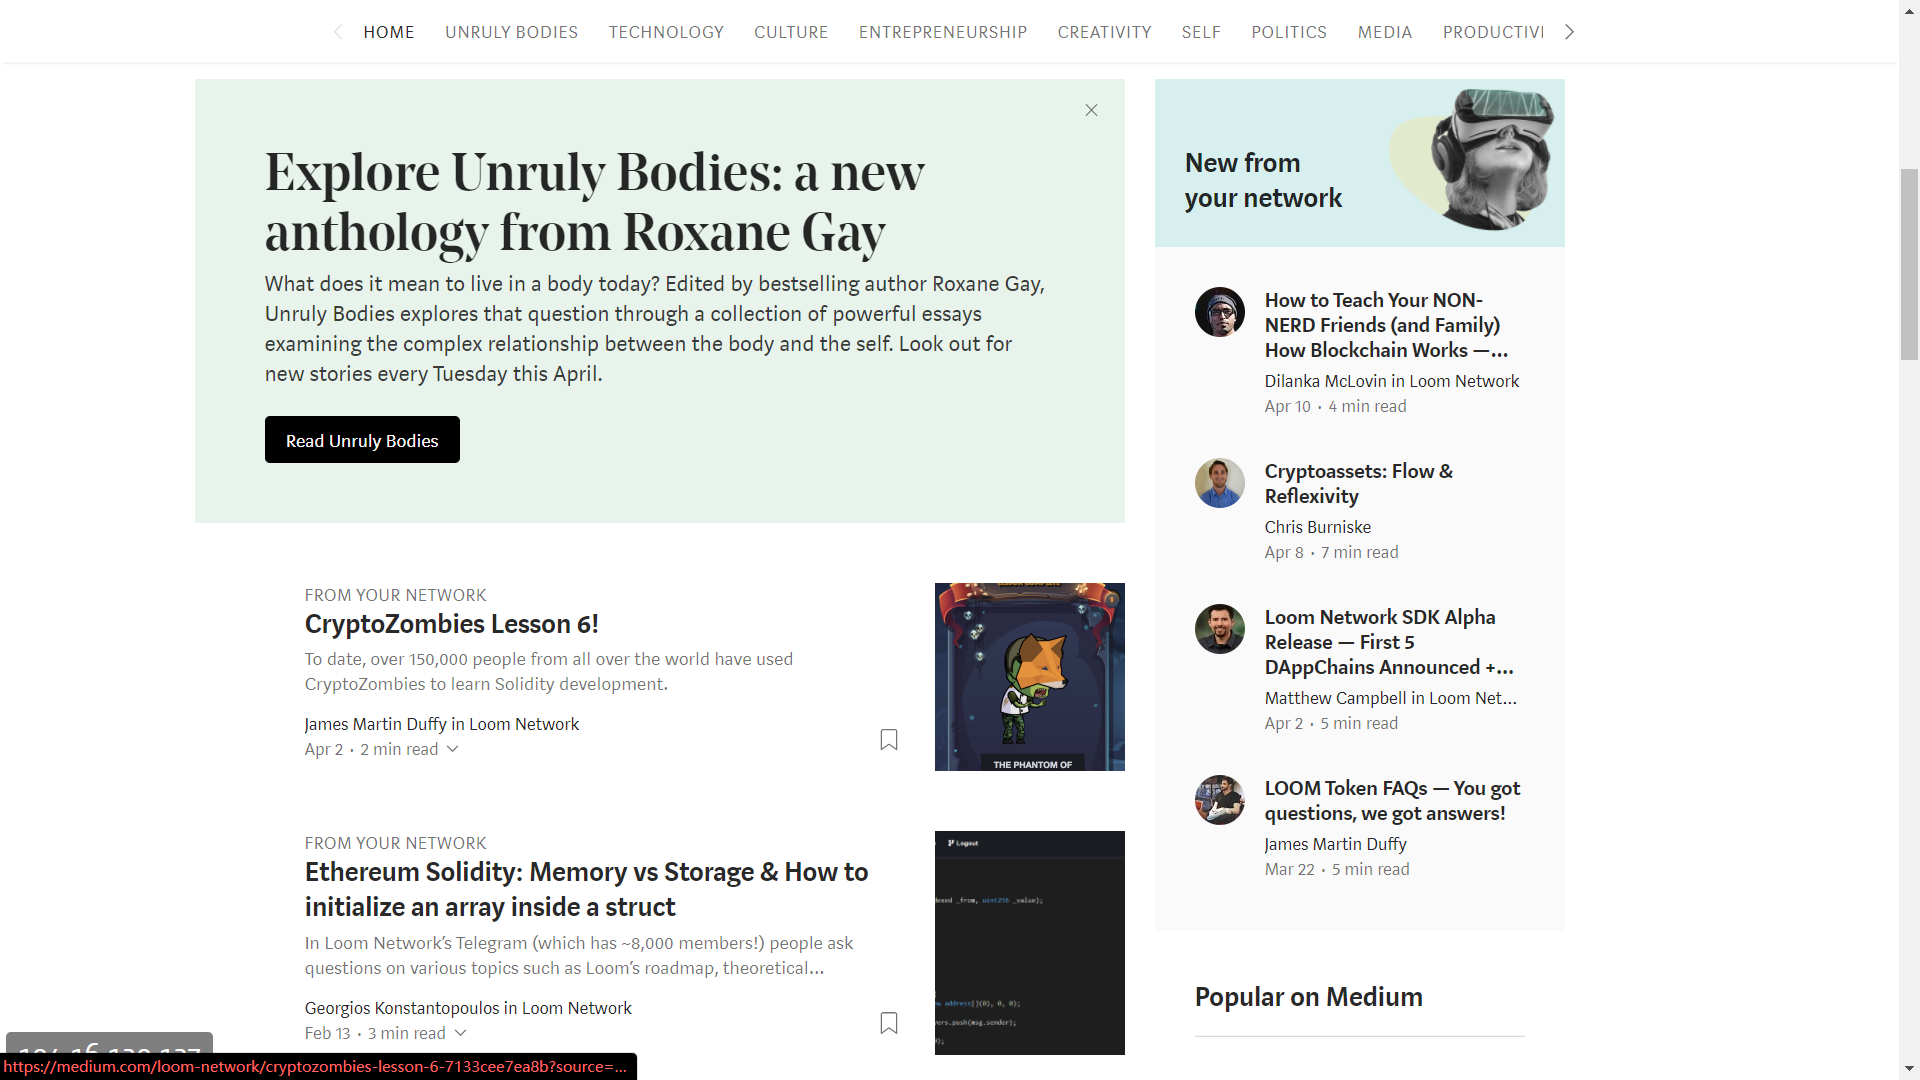 HOME UNRULY BODIES TECHNOLOGY CULTURE ENTREPRENEURSHIP CREATIVITY SELF POLITICS MEDIA PRODUCTIVI
Explore Unruly Bodies: a new
anthology from Roxane Gay
What does it mean to live in a body today? Edited by bestselling author Roxane Gay,
Unruly Bodies explores that question through a collection of powerful essays
examining the complex relationship between the body and the self. Look out for
new stories every Tuesday this April.
Read Unruly Bodies
FROM YOUR NETWORK
CryptoZombies Lesson 6!
To date, over 150,000 people from all over the world have used
CryptoZombies to learn Solidity development.
James Martin Duffy in Loom Network
Apr 2 · 2 min read
THE PHANTOM OF
FROM YOUR NETWORK
Ethereum Solidity: Memory vs Storage & How to
initialize an array inside a struct
In Loom Network’s Telegram (which has ~8,000 members!) people ask
questions on various topics such as Loom’s roadmap, theoretical…
Georgios Konstantopoulos in Loom Network
Feb 13 · 3 min read
Logout
_from, uint256 _value);
address[](0), 0, 0);
.push(msg.sender);
New from
your network
How to Teach Your NON-
NERD Friends (and Family)
How Blockchain Works —…
Dilanka McLovin in Loom Network
Apr 10 · 4 min read
Cryptoassets: Flow &
Reflexivity
Chris Burniske
Apr 8 · 7 min read
Loom Network SDK Alpha
Release — First 5
DAppChains Announced +…
Matthew Campbell in Loom Net…
Apr 2 · 5 min read
LOOM Token FAQs — You got
questions, we got answers!
James Martin Duffy
Mar 22 · 5 min read
Popular on Medium
https://medium.com/loom-network/cryptozombies-lesson-6-7133cee7ea8b?source=...